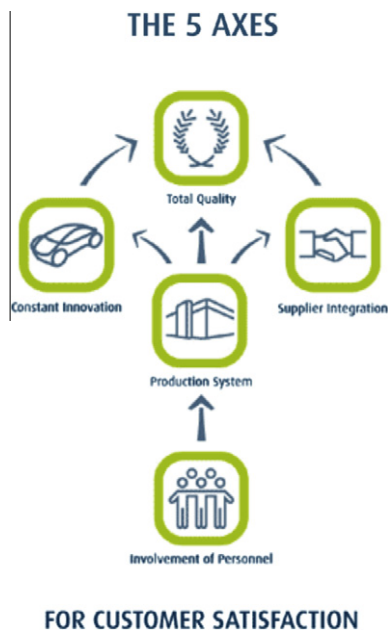 THE 5 AXES
Total Quality
Constant Innovation
Supplier Integration
Production System
Involvement of Personnel
FOR CUSTOMER SATISFACTION